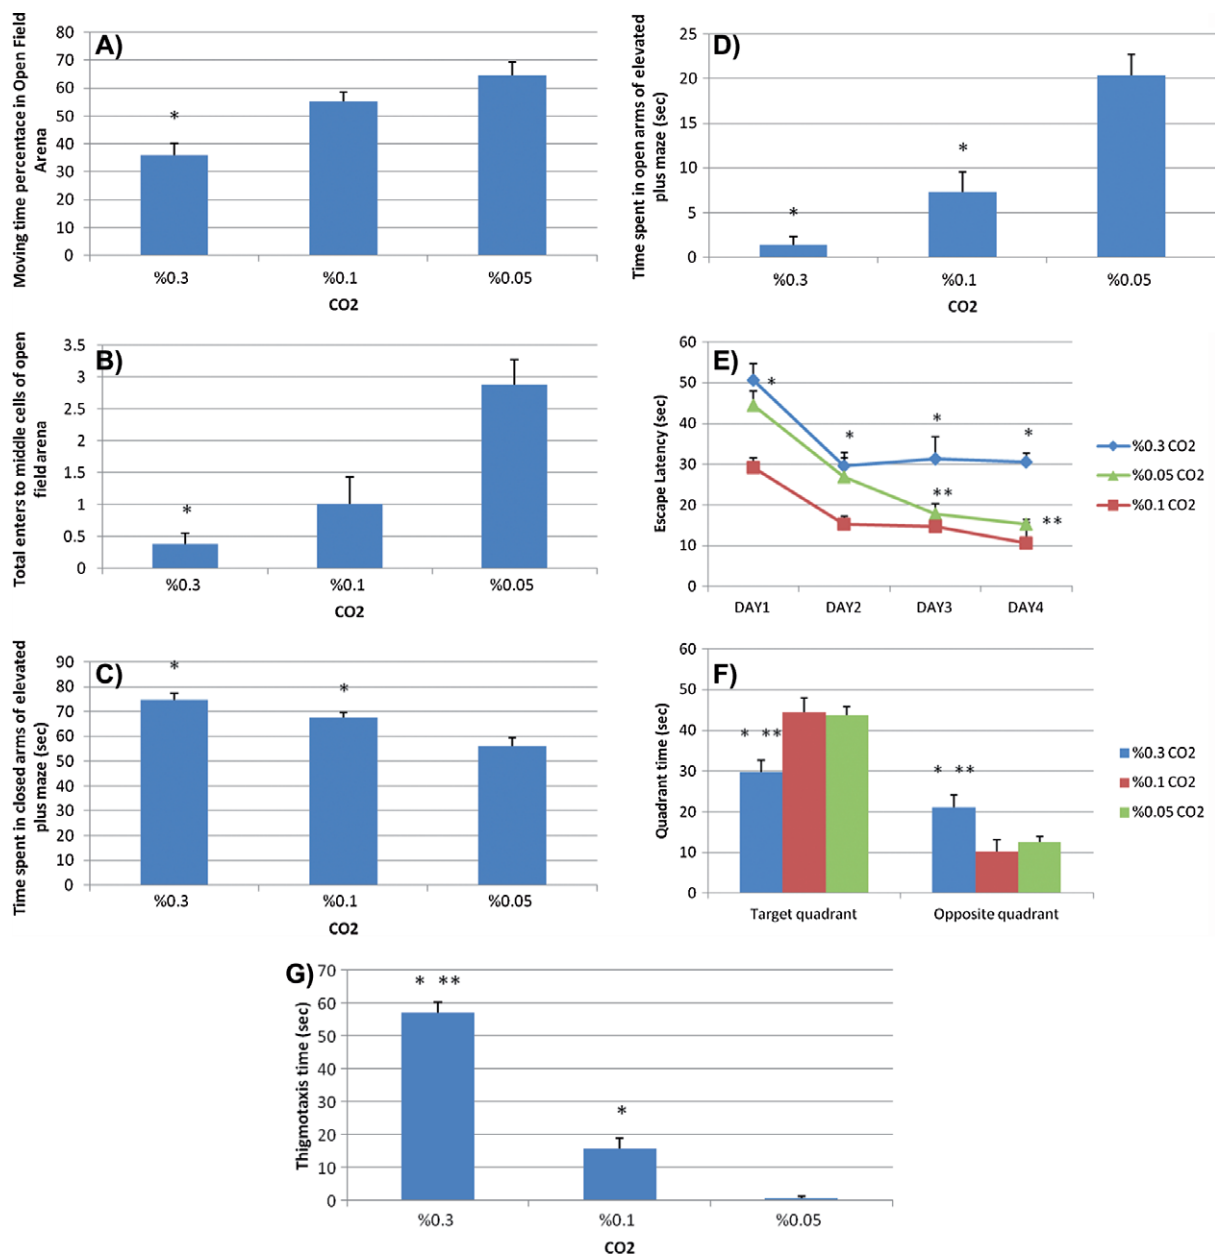 A)
Moving time percentace in Open Field
Arena
80
70
60
50
40
30
20
10
0
*
%0.3
%0.1
%0.05
CO2
D)
Time spent in open arms of elevated
plus maze (sec)
25
20
15
10
5
0
*
*
%0.3
%0.1
%0.05
CO2
B)
Total enters to middle cells of open
field arena
3.5
3
2.5
2
1.5
1
0.5
0
*
%0.3
%0.1
%0.05
CO2
E)
Escape Latency (sec)
60
50
40
30
20
10
0
*
*
*
*
**
**
DAY1
DAY2
DAY3
DAY4
%0.3 CO2
%0.05 CO2
%0.1 CO2
C)
Time spent in closed arms of elevated
plus maze (sec)
90
80
70
60
50
40
30
20
10
0
*
*
%0.3
%0.1
%0.05
CO2
F)
Quadrant time (sec)
60
50
40
30
20
10
0
* **
* **
Target quadrant
Opposite quadrant
%0.3 CO2
%0.1 CO2
%0.05 CO2
G)
Thigmotaxis time (sec)
70
60
50
40
30
20
10
0
* **
*
%0.3
%0.1
%0.05
CO2